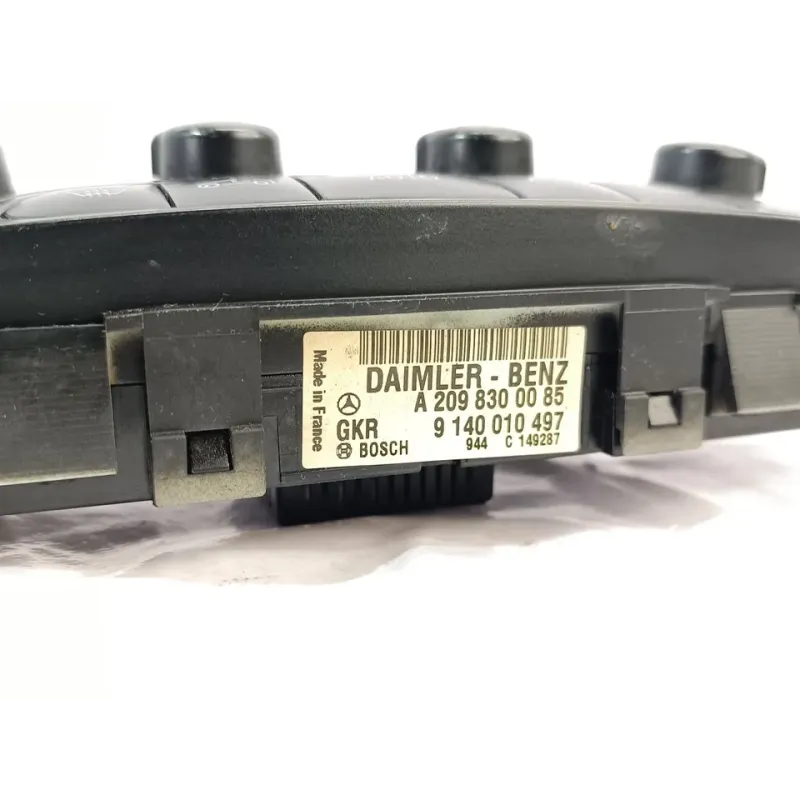 Made in France
DAIMLER - BENZ
A 209 830 00 85
GKR 9 140 010 497
BOSCH 944 C 149287